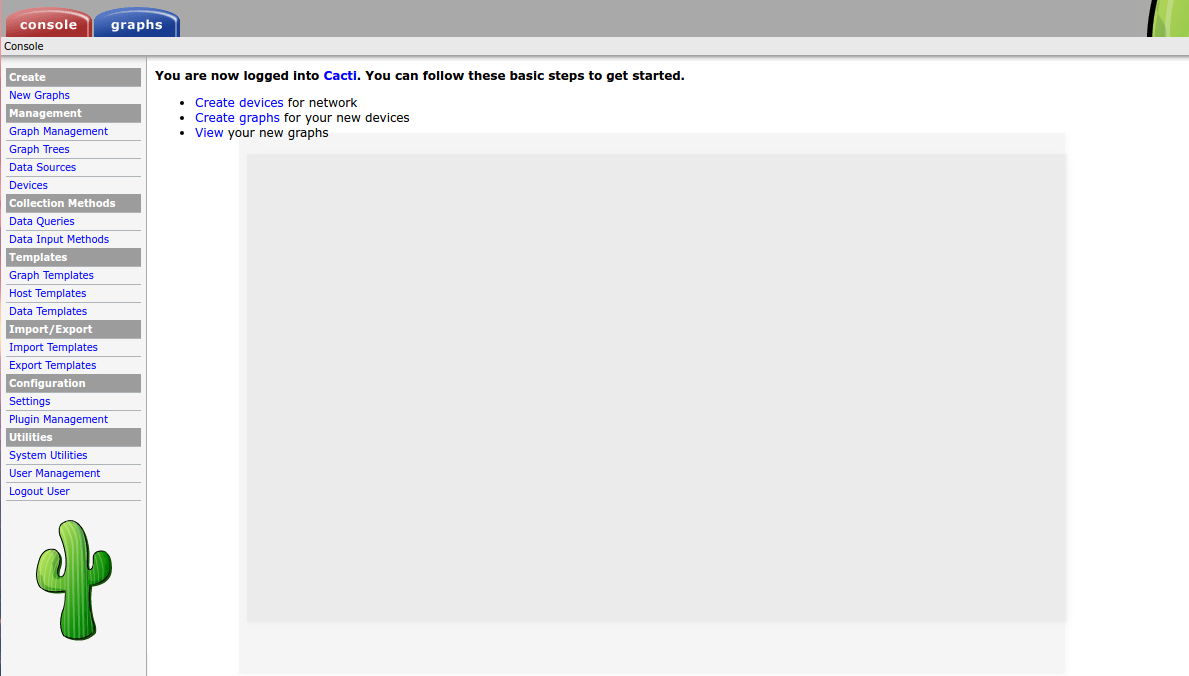 console graphs
Console
Create
New Graphs
Management
Graph Management
Graph Trees
Data Sources
Devices
Collection Methods
Data Queries
Data Input Methods
Templates
Graph Templates
Host Templates
Data Templates
Import/Export
Import Templates
Export Templates
Configuration
Settings
Plugin Management
Utilities
System Utilities
User Management
Logout User
You are now logged into Cacti. You can follow these basic steps to get started.
Create devices for network
Create graphs for your new devices
View your new graphs